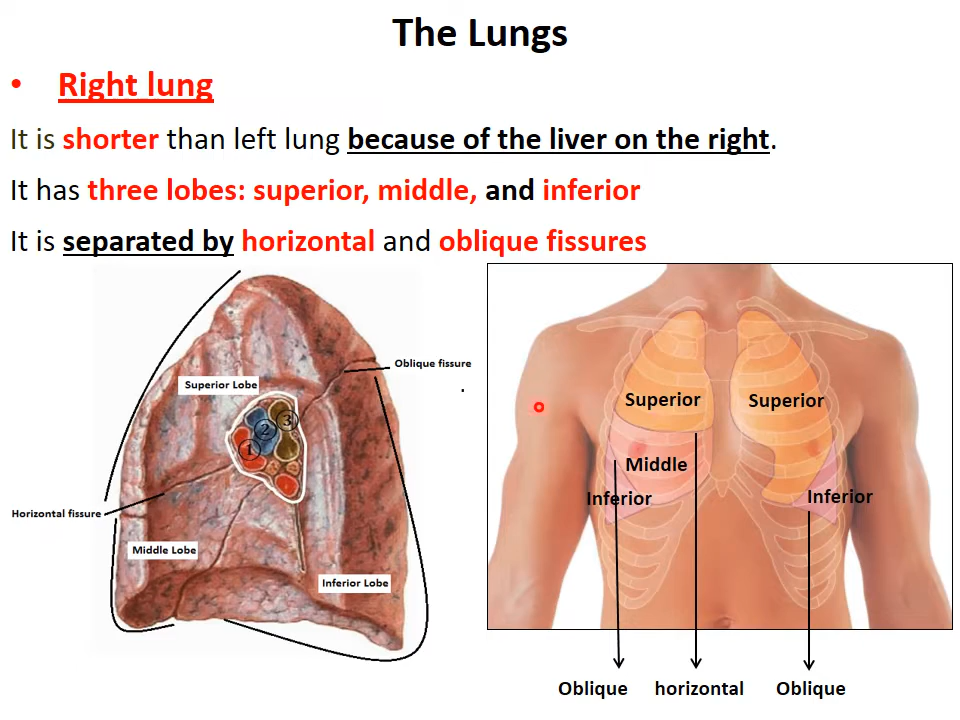 The Lungs
• Right lung
It is shorter than left lung because of the liver on the right.
It has three lobes: superior, middle, and inferior
It is separated by horizontal and oblique fissures
Oblique fissure
.
Superior Lobe
3
2
1
Horizontal fissure
Middle Lobe
Inferior Lobe
Superior Superior
Middle
Inferior Inferior
Oblique horizontal Oblique